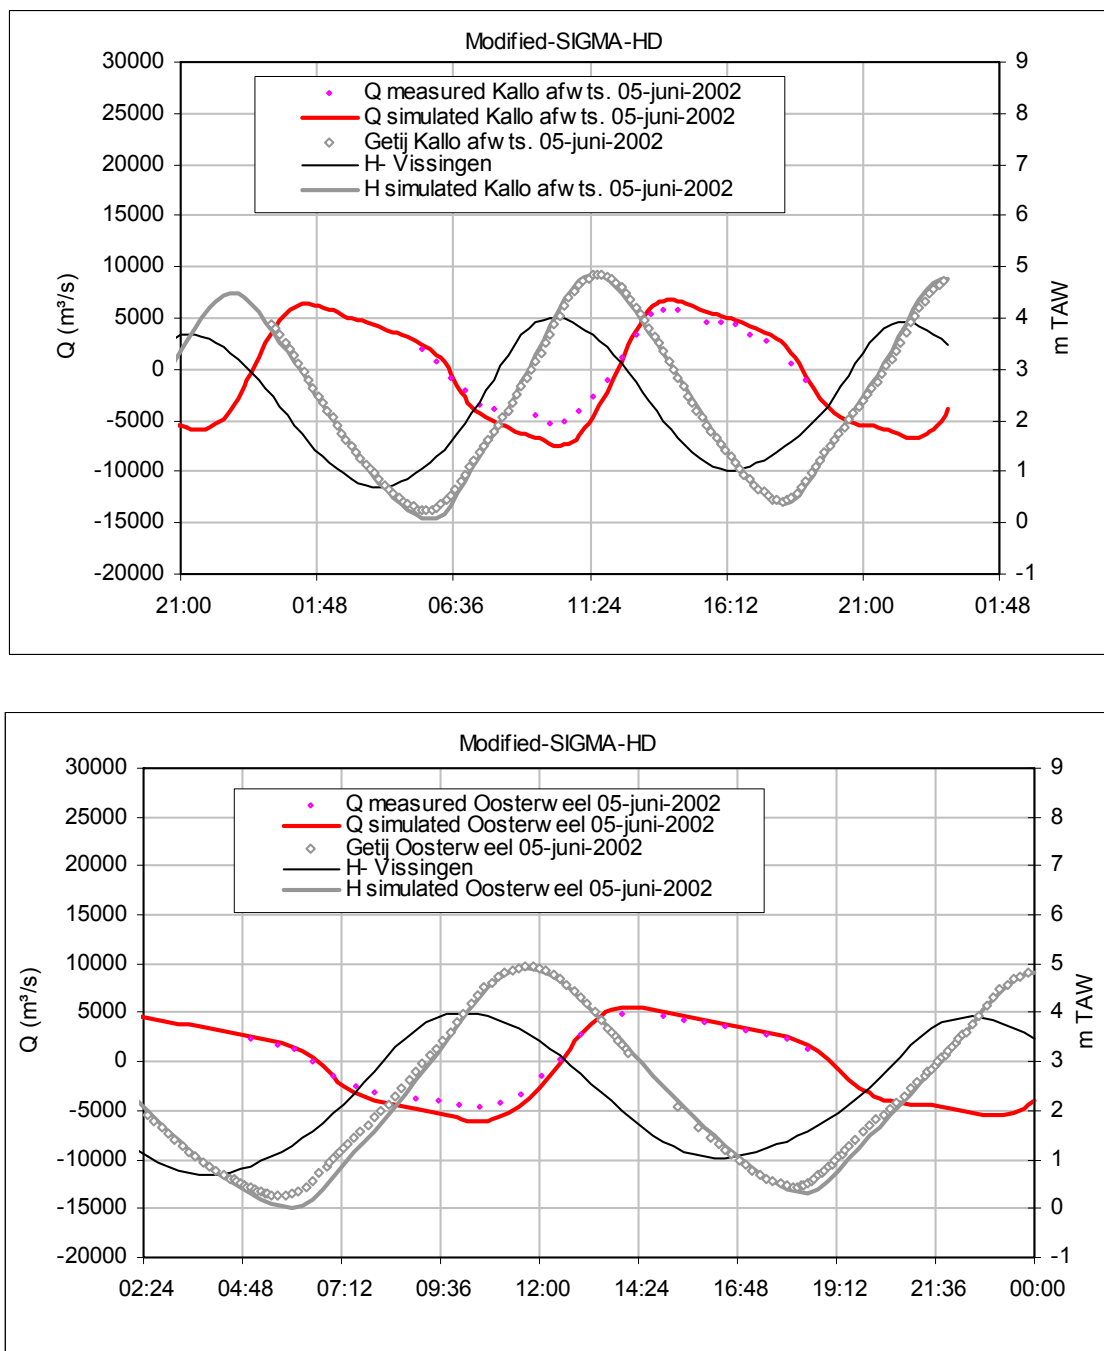 Modified-SIGMA-HD
30000
25000
20000
15000
10000
5000
0
-5000
-10000
-15000
-20000
Q (m³/s)
Q measured Kallo afw ts. 05-juni-2002
Q simulated Kallo afw ts. 05-juni-2002
Getij Kallo afw ts. 05-juni-2002
H- Vissingen
H simulated Kallo afw ts. 05-juni-2002
9
8
7
6
5
4
3
2
1
0
-1
m TAW
21:00 01:48 06:36 11:24 16:12 21:00 01:48
Modified-SIGMA-HD
30000
25000
20000
15000
10000
5000
0
-5000
-10000
-15000
-20000
Q (m³/s)
Q measured Oosterw eel 05-juni-2002
Q simulated Oosterw eel 05-juni-2002
Getij Oosterw eel 05-juni-2002
H- Vissingen
H simulated Oosterw eel 05-juni-2002
9
8
7
6
5
4
3
2
1
0
-1
m TAW
02:24 04:48 07:12 09:36 12:00 14:24 16:48 19:12 21:36 00:00